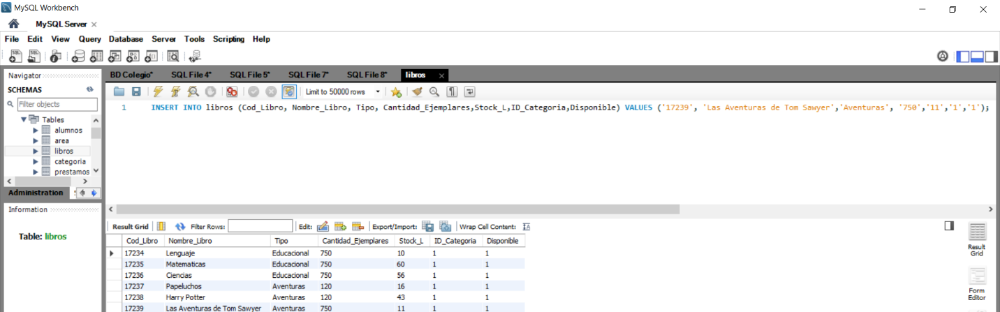 MySQL Workbench
MySQL Server
File Edit View Query Database Server Tools Scripting Help
Navigator
BD Colegio* SQL File 4* SQL File 5* SQL File 7* SQL File 8* libros
SCHEMAS
Filter objects
Limit to 50000 rows
1 INSERT INTO libros (Cod_Libro, Nombre_Libro, Tipo, Cantidad_Ejemplares,Stock_L,ID_Categoria,Disponible) VALUES ('17239', 'Las Aventuras de Tom Sawyer','Aventuras', '750','11','1','1');
Tables
alumnos
area
libros
categoria
prestamos
Administration
Information
Table: libros
Result Grid Filter Rows: Edit: Export/Import: Wrap Cell Content:
Cod_Libro Nombre_Libro Tipo Cantidad_Ejemplares Stock_L ID_Categoria Disponible
17234 Lenguaje Educacional 750 10 1 1
17235 Matematicas Educacional 750 60 1 1
17236 Ciencias Educacional 750 56 1 1
17237 Papeluchos Aventuras 120 16 1 1
17238 Harry Potter Aventuras 120 43 1 1
17239 Las Aventuras de Tom Sawyer Aventuras 750 11 1 1
Result
Grid
Form
Editor